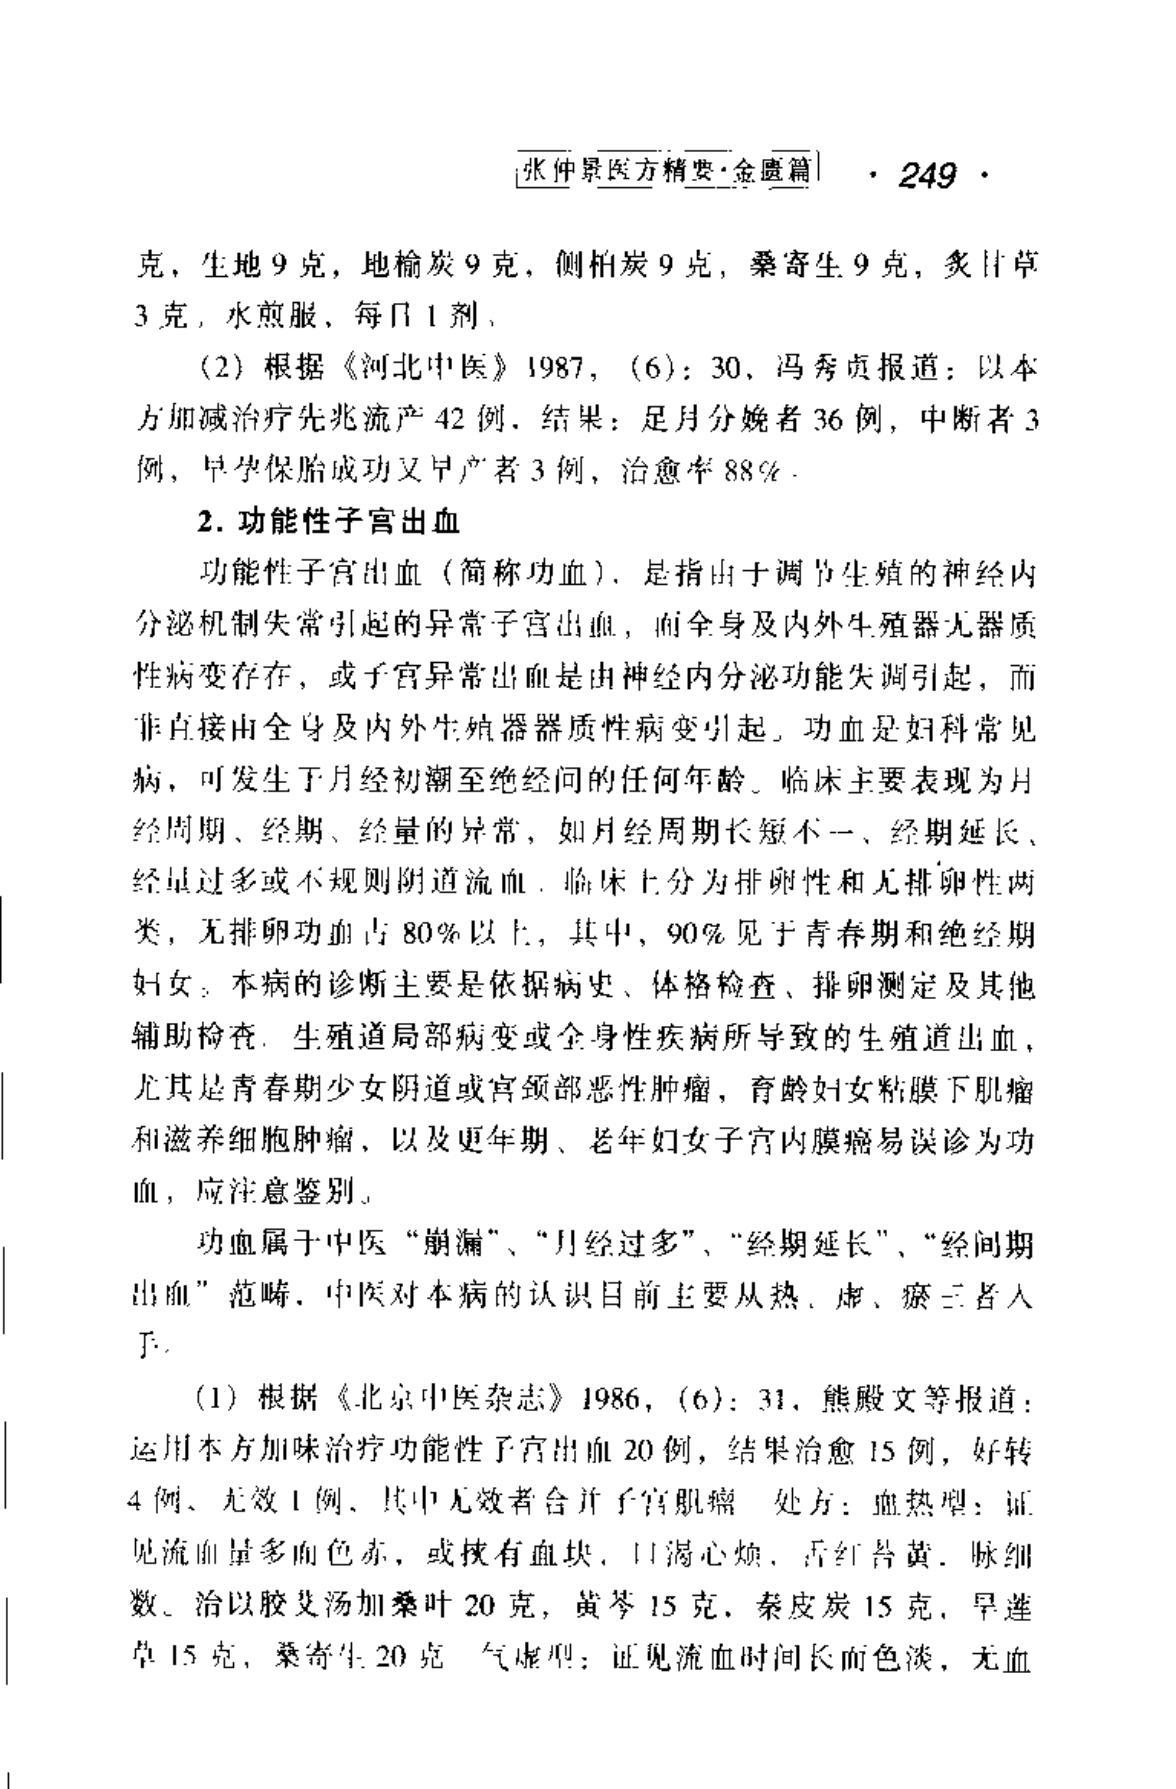 张仲景医方精要·金匮篇 · 249 ·
克，生地9克，地榆炭9克，侧柏炭9克，桑寄生9克，炙甘草
3克，水煎服，每日1剂。
（2）根据《河北中医》1987，（6）：30，冯秀贞报道：以本
方加减治疗先兆流产42例，结果：足月分娩者36例，中断者3
例，早孕保胎成功又早产者3例，治愈率88%。
2. 功能性子宫出血
功能性子宫出血（简称功血），是指由于调节生殖的神经内
分泌机制失常引起的异常子宫出血，而全身及内外生殖器无器质
性病变存在，或子宫异常出血是由神经内分泌功能失调引起，而
非直接由全身及内外生殖器器质性病变引起。功血是妇科常见
病，可发生于月经初潮至绝经间的任何年龄。临床主要表现为月
经周期、经期、经量的异常，如月经周期长短不一、经期延长、
经量过多或不规则阴道流血。临床上分为排卵性和无排卵性两
类，无排卵功血占80%以上，其中，90%见于青春期和绝经期
妇女。本病的诊断主要是依据病史、体格检查、排卵测定及其他
辅助检查。生殖道局部病变或全身性疾病所导致的生殖道出血，
尤其是青春期少女阴道或宫颈部恶性肿瘤，育龄妇女粘膜下肌瘤
和滋养细胞肿瘤，以及更年期、老年妇女子宫内膜癌易误诊为功
血，应注意鉴别。
功血属于中医“崩漏”、“月经过多”、“经期延长”、“经间期
出血”范畴，中医对本病的认识目前主要从热、虚、瘀三者入
手。
（1）根据《北京中医杂志》1986，（6）：31，熊殿文等报道：
运用本方加味治疗功能性子宫出血20例，结果治愈15例，好转
4例、无效1例，其中无效者合并子宫肌瘤。处方：血热型：证
见流血量多而色赤，或挟有血块，口渴心烦，舌红苔黄，脉细
数。治以胶艾汤加桑叶20克，黄芩15克，秦皮炭15克，旱莲
草15克，桑寄生20克。气虚型：证见流血时间长而色淡，无血